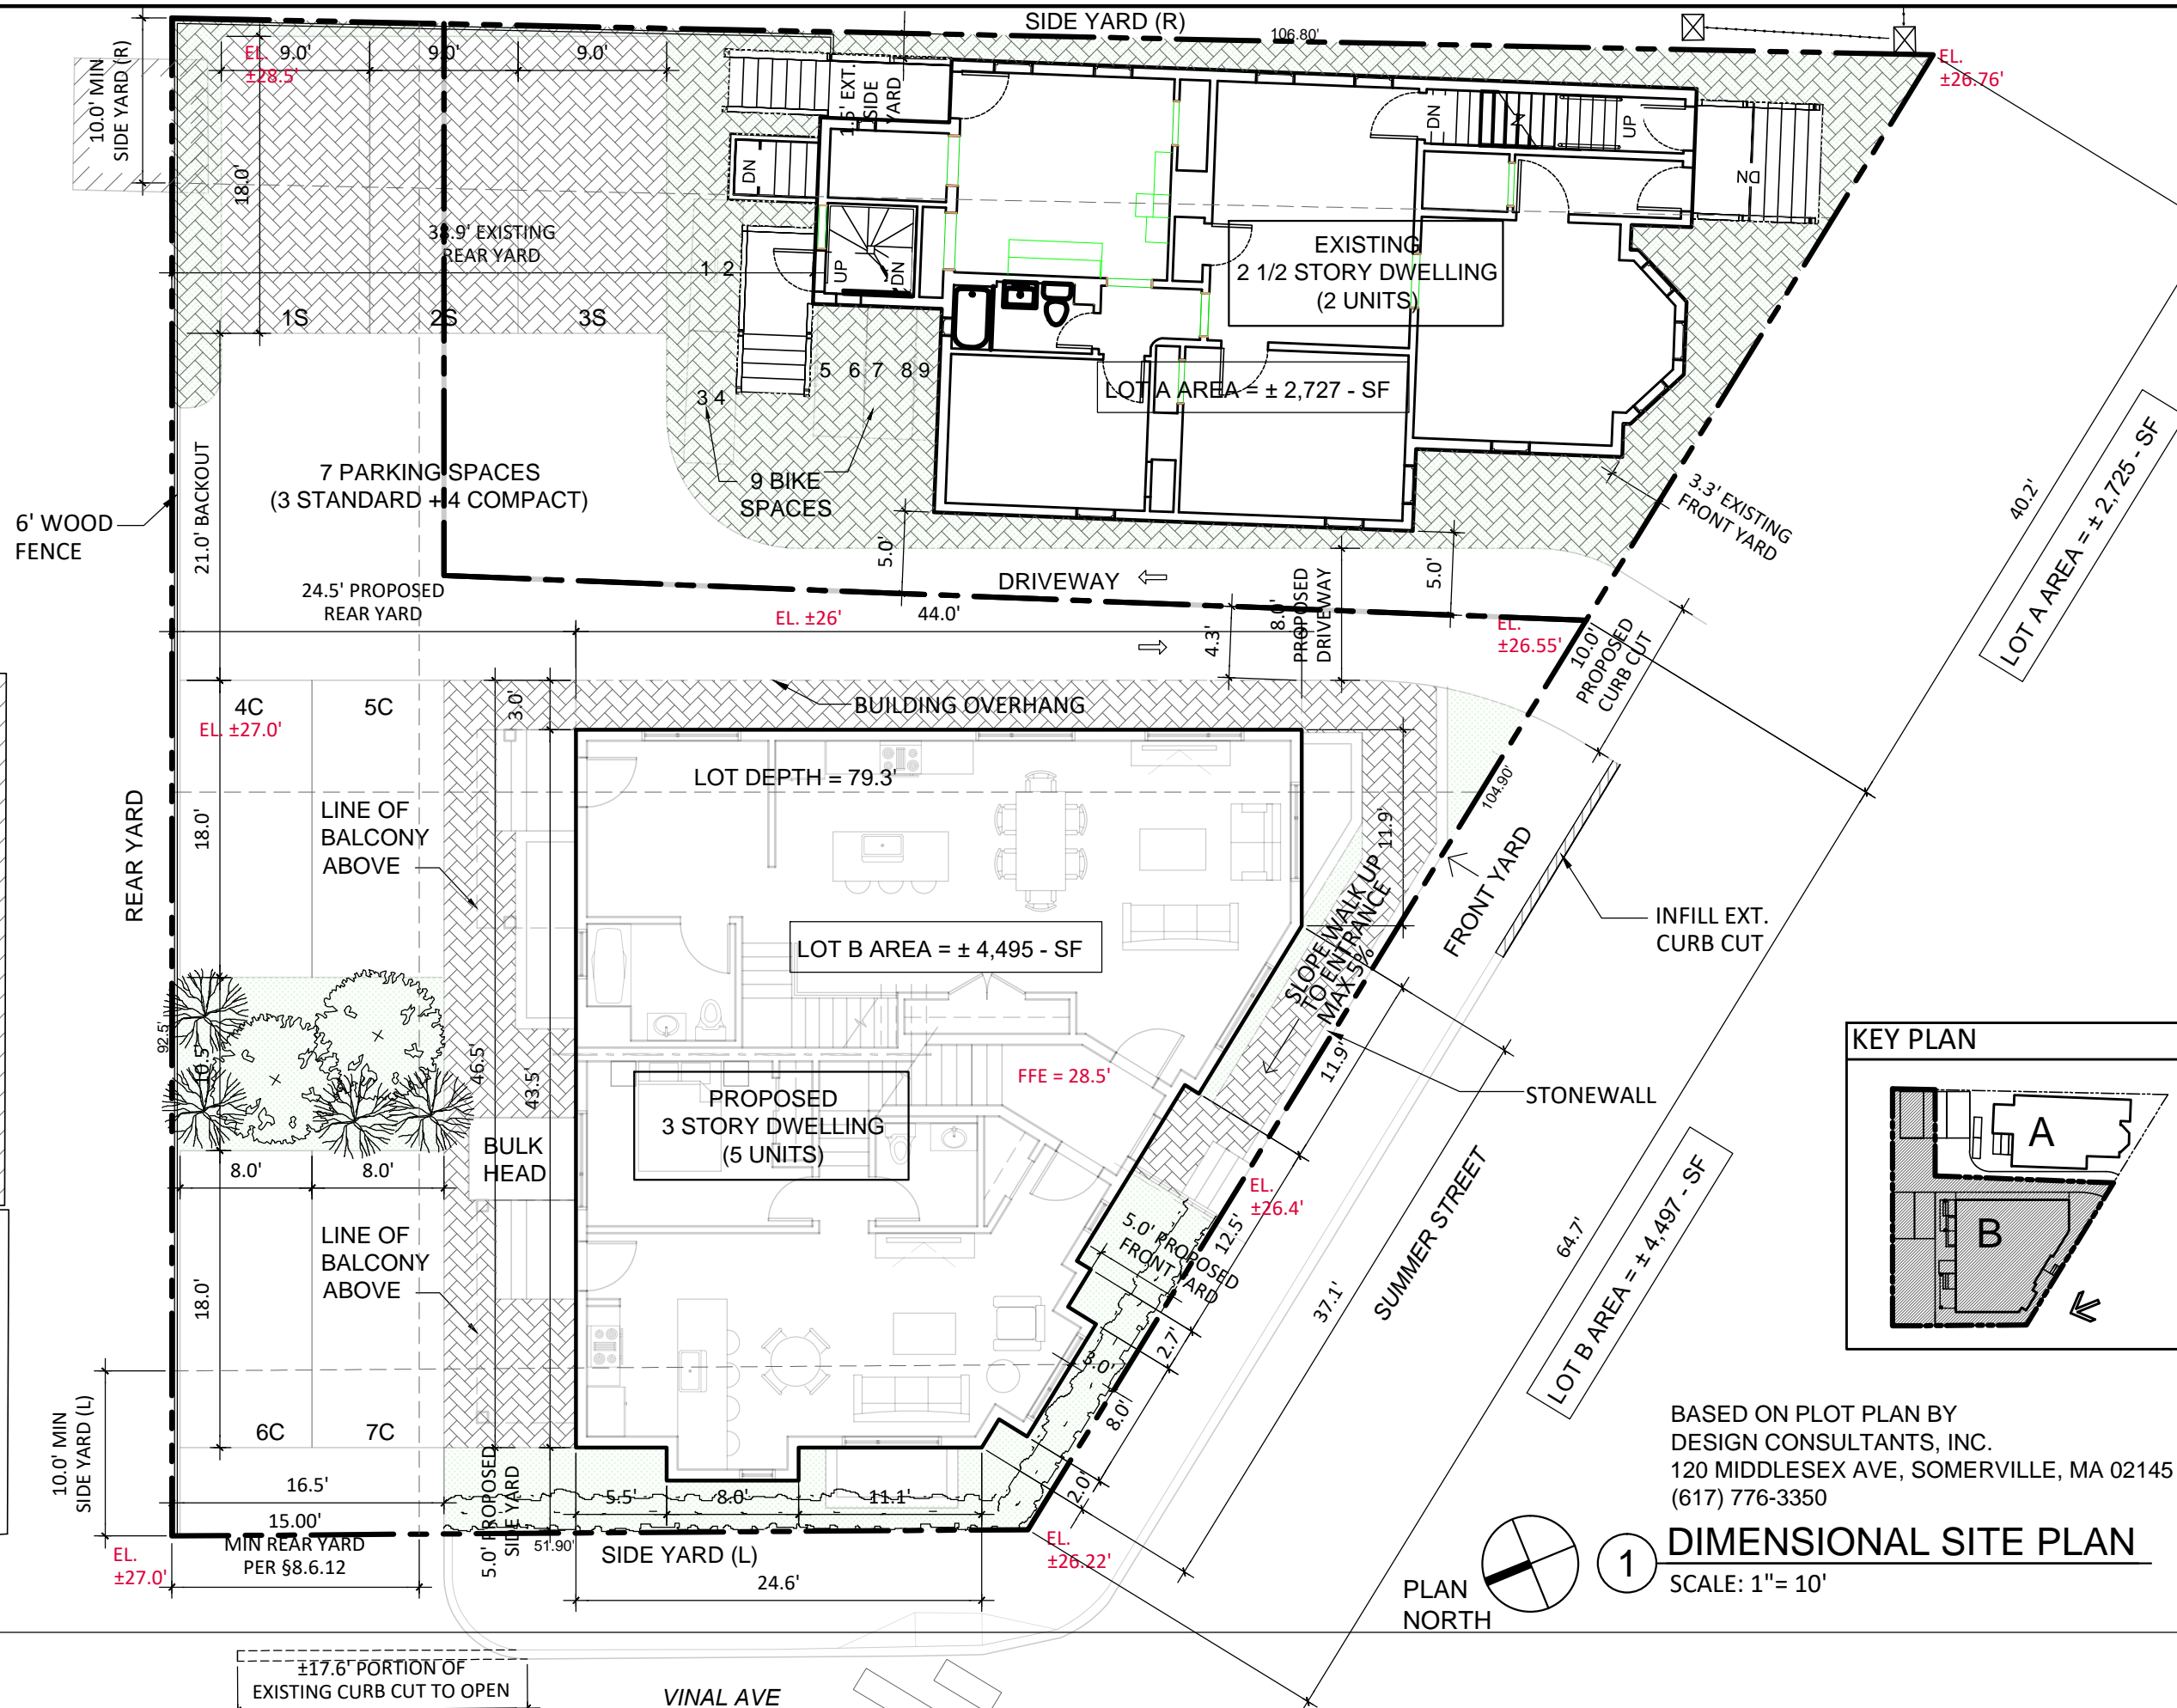 SIDE YARD (R)
106.80'
EL.
±26.76'
10.0' MIN
SIDE YARD (R)
EL.
±28.5'
9.0'
9.0'
9.0'
18.0'
1.5' EXT.
SIDE
YARD
DN
UP
DN
DN
UP
DN
38.9' EXISTING
REAR YARD
1 2
1S
2S
3S
EXISTING
2 1/2 STORY DWELLING
(2 UNITS)
LOT A AREA = ± 2,727 - SF
5 6 7 8 9
3 4
9 BIKE
SPACES
7 PARKING SPACES
(3 STANDARD + 4 COMPACT)
6' WOOD
FENCE
21.0' BACKOUT
3.3' EXISTING
FRONT YARD
40.2'
LOT A AREA = ± 2,725 - SF
5.0'
5.0'
DRIVEWAY
24.5' PROPOSED
REAR YARD
EL. ±26'
44.0'
4.3'
8.0'
PROPOSED
DRIVEWAY
EL.
±26.55'
10.0'
PROPOSED
CURB CUT
4C
5C
EL. ±27.0'
3.0'
BUILDING OVERHANG
LOT DEPTH = 79.3'
104.90'
11.9'
REAR YARD
18.0'
LINE OF
BALCONY
ABOVE
LOT B AREA = ± 4,495 - SF
SLOPE WALK UP
TO ENTRANCE
MAX 5%
FRONT YARD
INFILL EXT.
CURB CUT
92.5'
10.5'
46.5'
43.5'
FFE = 28.5'
11.9'
STONEWALL
PROPOSED
3 STORY DWELLING
(5 UNITS)
BULK
HEAD
8.0'
8.0'
EL.
±26.4'
12.5'
5.0' PROPOSED
FRONT YARD
LINE OF
BALCONY
ABOVE
18.0'
37.1'
SUMMER STREET
64.7'
LOT B AREA = ± 4,497 - SF
2.7'
3.0'
8.0'
2.0'
10.0' MIN
SIDE YARD (L)
6C
7C
16.5'
15.00'
MIN REAR YARD
PER §8.6.12
EL.
±27.0'
5.0' PROPOSED
SIDE YARD
5.5'
8.0'
11.1'
51.90'
SIDE YARD (L)
24.6'
EL.
±26.22'
KEY PLAN
A
B
BASED ON PLOT PLAN BY
DESIGN CONSULTANTS, INC.
120 MIDDLESEX AVE, SOMERVILLE, MA 02145
(617) 776-3350
1
DIMENSIONAL SITE PLAN
SCALE: 1"= 10'
PLAN
NORTH
±17.6' PORTION OF
EXISTING CURB CUT TO OPEN
VINAL AVE